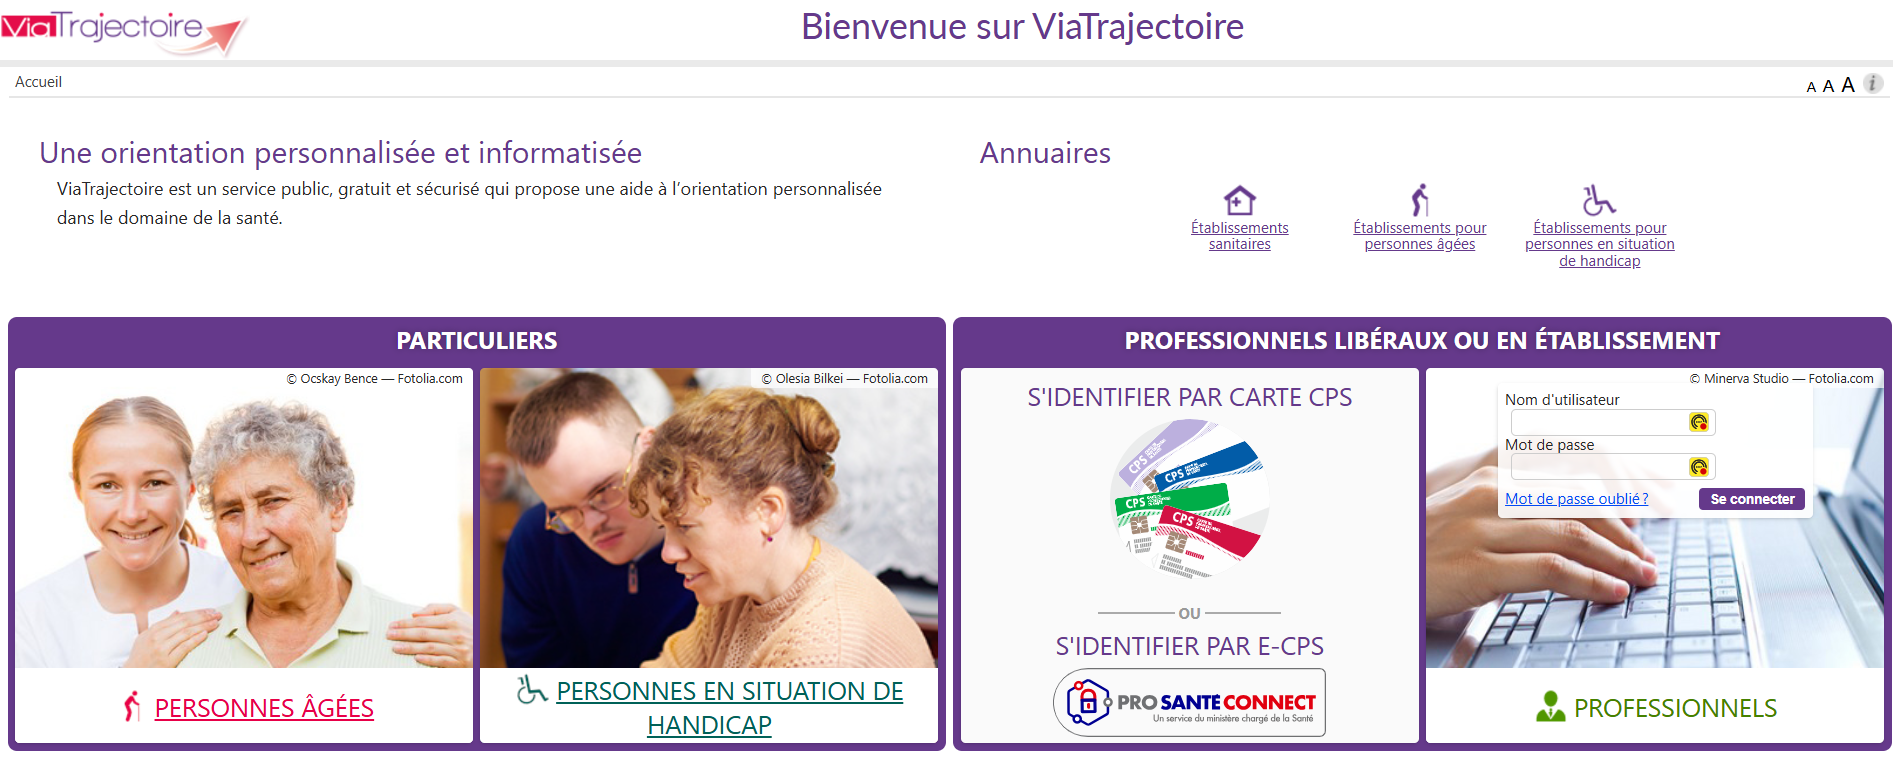 ViaTrajectoire
Bienvenue sur ViaTrajectoire
Accueil
A A A i
Une orientation personnalisée et informatisée
ViaTrajectoire est un service public, gratuit et sécurisé qui propose une aide à l’orientation personnalisée
dans le domaine de la santé.
Annuaires
Établissements
sanitaires
Établissements pour
personnes âgées
Établissements pour
personnes en situation
de handicap
PARTICULIERS
© Ocskay Bence — Fotolia.com
PERSONNES ÂGÉES
© Olesia Bilkei — Fotolia.com
PERSONNES EN SITUATION DE
HANDICAP
PROFESSIONNELS LIBÉRAUX OU EN ÉTABLISSEMENT
S'IDENTIFIER PAR CARTE CPS
CPS
CPS
CPS
CPS
OU
S'IDENTIFIER PAR E-CPS
PRO SANTÉ CONNECT
Un service du ministère chargé de la Santé
© Minerva Studio — Fotolia.com
Nom d'utilisateur
Mot de passe
Mot de passe oublié ?
Se connecter
PROFESSIONNELS